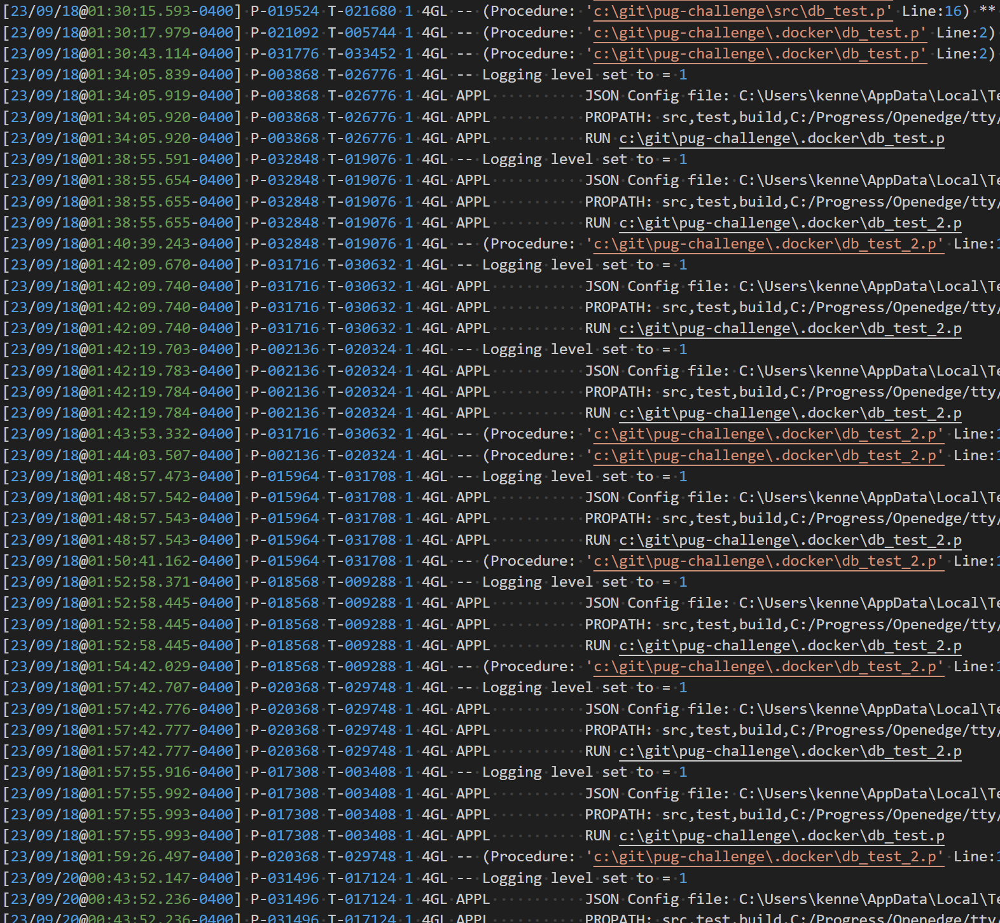 [23/09/18@01:30:15.593-0400] P-019524 T-021680 1 4GL -- (Procedure: 'c:\git\pug-challenge\src\db_test.p' Line:16) **
[23/09/18@01:30:17.979-0400] P-021092 T-005744 1 4GL -- (Procedure: 'c:\git\pug-challenge\.docker\db_test.p' Line:2)
[23/09/18@01:30:43.114-0400] P-031776 T-033452 1 4GL -- (Procedure: 'c:\git\pug-challenge\.docker\db_test.p' Line:2)
[23/09/18@01:34:05.839-0400] P-003868 T-026776 1 4GL -- Logging level set to = 1
[23/09/18@01:34:05.919-0400] P-003868 T-026776 1 4GL APPL           JSON Config file: C:\Users\kenne\AppData\Local\Te
[23/09/18@01:34:05.920-0400] P-003868 T-026776 1 4GL APPL           PROPATH: src,test,build,C:/Progress/Openedge/tty/
[23/09/18@01:34:05.920-0400] P-003868 T-026776 1 4GL APPL           RUN c:\git\pug-challenge\.docker\db_test.p
[23/09/18@01:38:55.591-0400] P-032848 T-019076 1 4GL -- Logging level set to = 1
[23/09/18@01:38:55.654-0400] P-032848 T-019076 1 4GL APPL           JSON Config file: C:\Users\kenne\AppData\Local\Te
[23/09/18@01:38:55.655-0400] P-032848 T-019076 1 4GL APPL           PROPATH: src,test,build,C:/Progress/Openedge/tty/
[23/09/18@01:38:55.655-0400] P-032848 T-019076 1 4GL APPL           RUN c:\git\pug-challenge\.docker\db_test_2.p
[23/09/18@01:40:39.243-0400] P-032848 T-019076 1 4GL -- (Procedure: 'c:\git\pug-challenge\.docker\db_test_2.p' Line:1
[23/09/18@01:42:09.670-0400] P-031716 T-030632 1 4GL -- Logging level set to = 1
[23/09/18@01:42:09.740-0400] P-031716 T-030632 1 4GL APPL           JSON Config file: C:\Users\kenne\AppData\Local\Te
[23/09/18@01:42:09.740-0400] P-031716 T-030632 1 4GL APPL           PROPATH: src,test,build,C:/Progress/Openedge/tty/
[23/09/18@01:42:09.740-0400] P-031716 T-030632 1 4GL APPL           RUN c:\git\pug-challenge\.docker\db_test_2.p
[23/09/18@01:42:19.703-0400] P-002136 T-020324 1 4GL -- Logging level set to = 1
[23/09/18@01:42:19.783-0400] P-002136 T-020324 1 4GL APPL           JSON Config file: C:\Users\kenne\AppData\Local\Te
[23/09/18@01:42:19.784-0400] P-002136 T-020324 1 4GL APPL           PROPATH: src,test,build,C:/Progress/Openedge/tty/
[23/09/18@01:42:19.784-0400] P-002136 T-020324 1 4GL APPL           RUN c:\git\pug-challenge\.docker\db_test_2.p
[23/09/18@01:43:53.332-0400] P-031716 T-030632 1 4GL -- (Procedure: 'c:\git\pug-challenge\.docker\db_test_2.p' Line:1
[23/09/18@01:44:03.507-0400] P-002136 T-020324 1 4GL -- (Procedure: 'c:\git\pug-challenge\.docker\db_test_2.p' Line:1
[23/09/18@01:48:57.473-0400] P-015964 T-031708 1 4GL -- Logging level set to = 1
[23/09/18@01:48:57.542-0400] P-015964 T-031708 1 4GL APPL           JSON Config file: C:\Users\kenne\AppData\Local\Te
[23/09/18@01:48:57.543-0400] P-015964 T-031708 1 4GL APPL           PROPATH: src,test,build,C:/Progress/Openedge/tty/
[23/09/18@01:48:57.543-0400] P-015964 T-031708 1 4GL APPL           RUN c:\git\pug-challenge\.docker\db_test_2.p
[23/09/18@01:50:41.162-0400] P-015964 T-031708 1 4GL -- (Procedure: 'c:\git\pug-challenge\.docker\db_test_2.p' Line:1
[23/09/18@01:52:58.371-0400] P-018568 T-009288 1 4GL -- Logging level set to = 1
[23/09/18@01:52:58.445-0400] P-018568 T-009288 1 4GL APPL           JSON Config file: C:\Users\kenne\AppData\Local\Te
[23/09/18@01:52:58.445-0400] P-018568 T-009288 1 4GL APPL           PROPATH: src,test,build,C:/Progress/Openedge/tty/
[23/09/18@01:52:58.445-0400] P-018568 T-009288 1 4GL APPL           RUN c:\git\pug-challenge\.docker\db_test_2.p
[23/09/18@01:54:42.029-0400] P-018568 T-009288 1 4GL -- (Procedure: 'c:\git\pug-challenge\.docker\db_test_2.p' Line:1
[23/09/18@01:57:42.707-0400] P-020368 T-029748 1 4GL -- Logging level set to = 1
[23/09/18@01:57:42.776-0400] P-020368 T-029748 1 4GL APPL           JSON Config file: C:\Users\kenne\AppData\Local\Te
[23/09/18@01:57:42.777-0400] P-020368 T-029748 1 4GL APPL           PROPATH: src,test,build,C:/Progress/Openedge/tty/
[23/09/18@01:57:42.777-0400] P-020368 T-029748 1 4GL APPL           RUN c:\git\pug-challenge\.docker\db_test_2.p
[23/09/18@01:57:55.916-0400] P-017308 T-003408 1 4GL -- Logging level set to = 1
[23/09/18@01:57:55.992-0400] P-017308 T-003408 1 4GL APPL           JSON Config file: C:\Users\kenne\AppData\Local\Te
[23/09/18@01:57:55.993-0400] P-017308 T-003408 1 4GL APPL           PROPATH: src,test,build,C:/Progress/Openedge/tty/
[23/09/18@01:57:55.993-0400] P-017308 T-003408 1 4GL APPL           RUN c:\git\pug-challenge\.docker\db_test.p
[23/09/18@01:59:26.497-0400] P-020368 T-029748 1 4GL -- (Procedure: 'c:\git\pug-challenge\.docker\db_test_2.p' Line:1
[23/09/20@00:43:52.147-0400] P-031496 T-017124 1 4GL -- Logging level set to = 1
[23/09/20@00:43:52.236-0400] P-031496 T-017124 1 4GL APPL           JSON Config file: C:\Users\kenne\AppData\Local\Te
[23/09/20@00:43:52.236-0400] P-031496 T-017124 1 4GL APPL           PROPATH: src,test,build,C:/Progress/Openedge/tty/